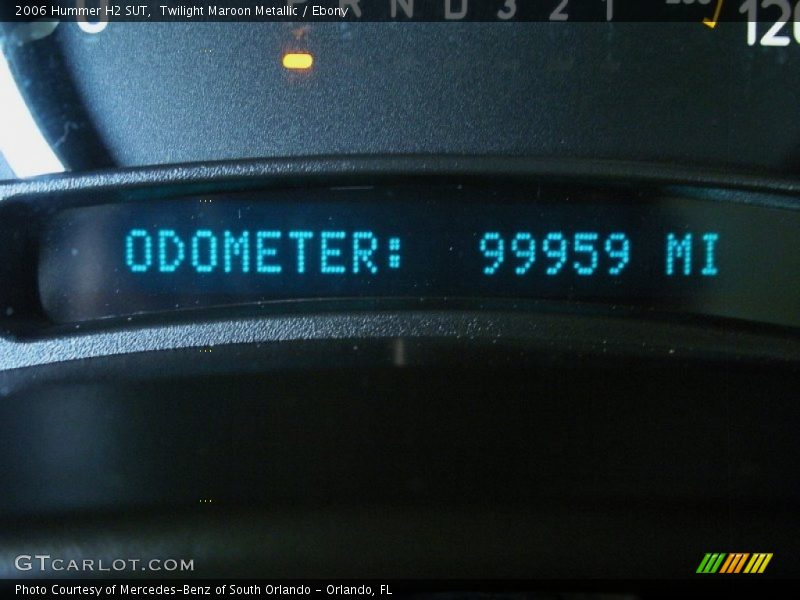 2006 Hummer H2 SUT, Twilight Maroon Metallic / Ebony
R N D 3 2 1
120
ODOMETER: 99959 MI
GTCARLOT.COM
Photo Courtesy of Mercedes-Benz of South Orlando - Orlando, FL